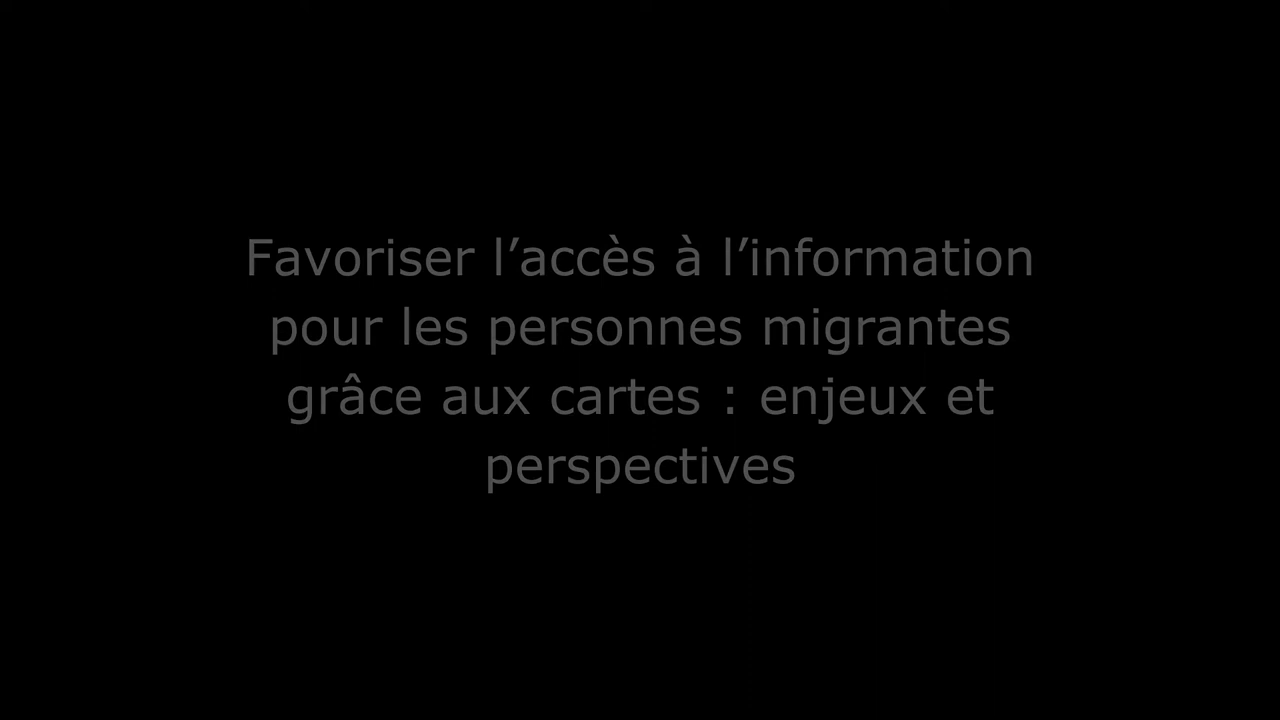 Favoriser l’accès à l’information
pour les personnes migrantes
grâce aux cartes : enjeux et
perspectives